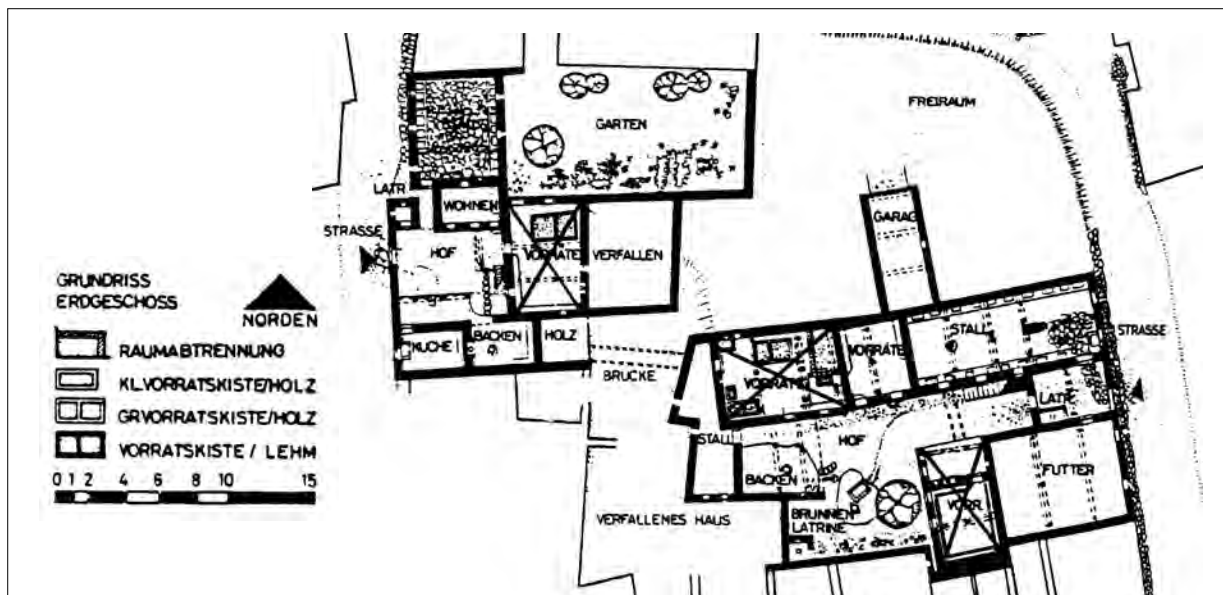 FREIRAUM
GARTEN
LATR
WOHNEN
STRASSE
HOF
VORRÄTE
VERFALLEN
GARAG
GRUNDRISS
ERDGESCHOSS
NORDEN
RAUMABTRENNUNG
KL.VORRATSKISTE/HOLZ
GR.VORRATSKISTE/HOLZ
VORRATSKISTE / LEHM
0 1 2 4 6 8 10 15
KÜCHE
BACKEN
HOLZ
BRÜCKE
VORRÄTE
VORRÄTE
STALL
STRASSE
LATR.
STALL
HOF
BACKEN
FUTTER
VORR.
BRUNNEN
LATRINE
VERFALLENES HAUS